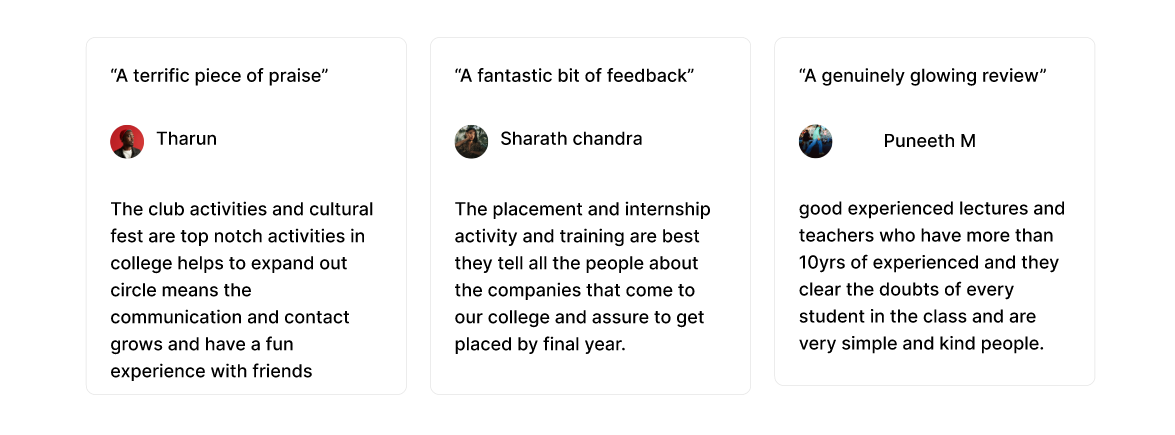 “A terrific piece of praise”
Tharun
The club activities and cultural
fest are top notch activities in
college helps to expand out
circle means the
communication and contact
grows and have a fun
experience with friends
“A fantastic bit of feedback”
Sharath chandra
The placement and internship
activity and training are best
they tell all the people about
the companies that come to
our college and assure to get
placed by final year.
“A genuinely glowing review”
Puneeth M
good experienced lectures and
teachers who have more than
10yrs of experienced and they
clear the doubts of every
student in the class and are
very simple and kind people.